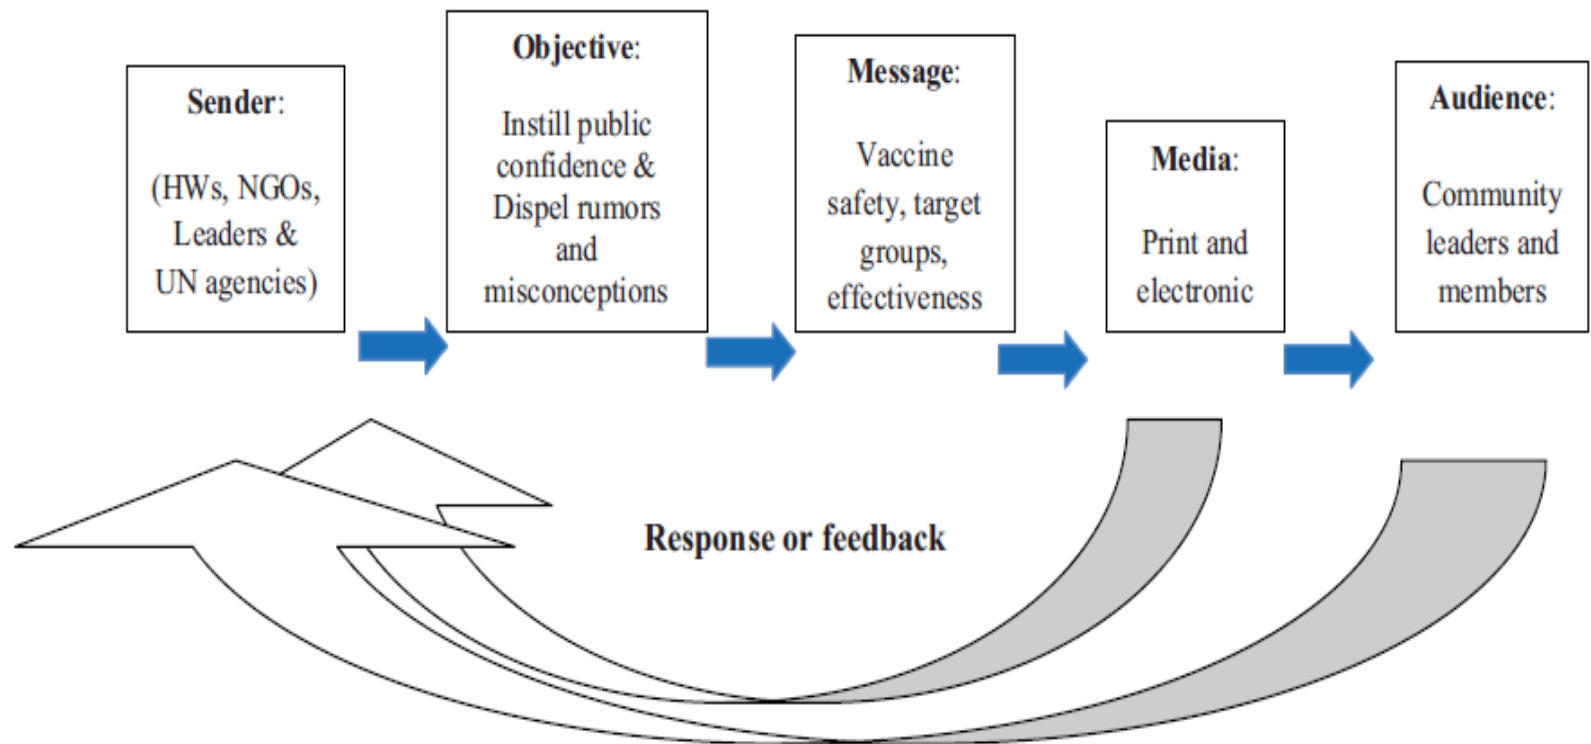 Sender:
(HWs, NGOs,
Leaders &
UN agencies)
Objective:
Instill public
confidence &
Dispel rumors
and
misconceptions
Message:
Vaccine
safety, target
groups,
effectiveness
Media:
Print and
electronic
Audience:
Community
leaders and
members
Response or feedback